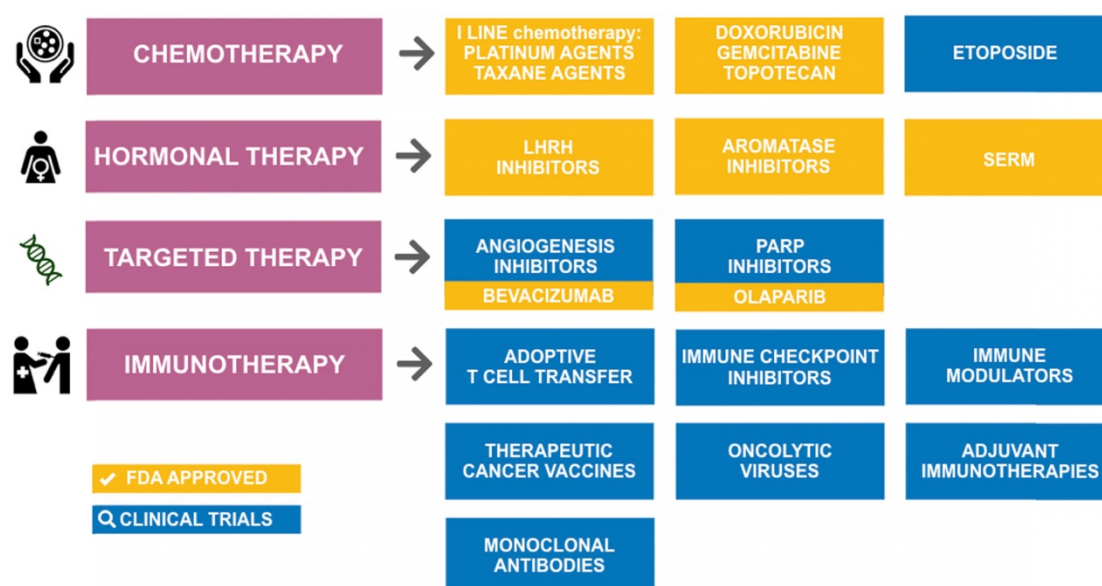 CHEMOTHERAPY
I LINE chemotherapy:
PLATINUM AGENTS
TAXANE AGENTS
DOXORUBICIN
GEMCITABINE
TOPOTECAN
ETOPOSIDE
HORMONAL THERAPY
LHRH
INHIBITORS
AROMATASE
INHIBITORS
SERM
TARGETED THERAPY
ANGIOGENESIS
INHIBITORS
BEVACIZUMAB
PARP
INHIBITORS
OLAPARIB
IMMUNOTHERAPY
ADOPTIVE
T CELL TRANSFER
IMMUNE CHECKPOINT
INHIBITORS
IMMUNE
MODULATORS
THERAPEUTIC
CANCER VACCINES
ONCOLYTIC
VIRUSES
ADJUVANT
IMMUNOTHERAPIES
MONOCLONAL
ANTIBODIES
FDA APPROVED
CLINICAL TRIALS